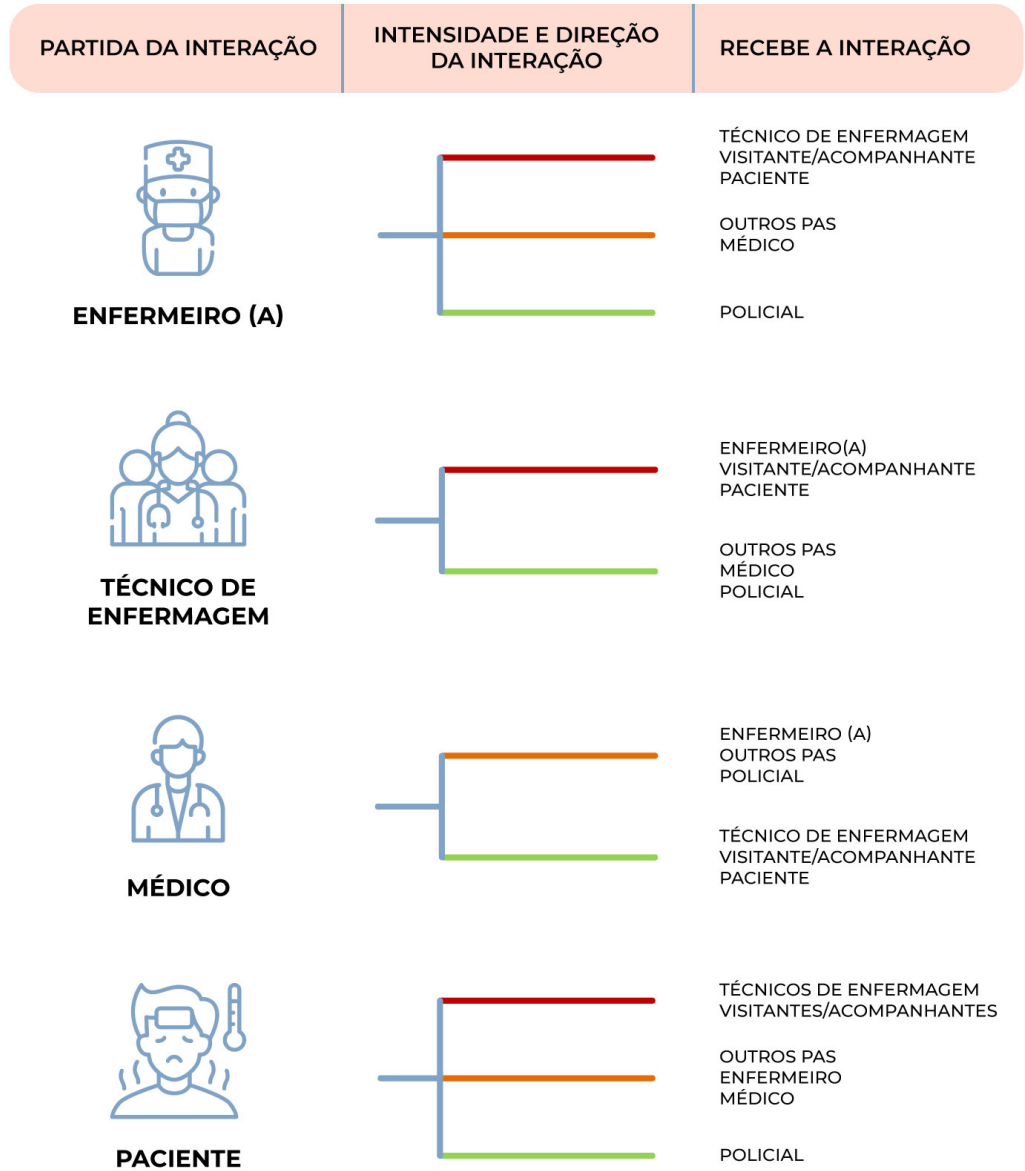 PARTIDA DA INTERAÇÃO
INTENSIDADE E DIREÇÃO
DA INTERAÇÃO
RECEBE A INTERAÇÃO
ENFERMEIRO (A)
TÉCNICO DE ENFERMAGEM
VISITANTE/ACOMPANHANTE
PACIENTE
OUTROS PAS
MÉDICO
POLICIAL
TÉCNICO DE
ENFERMAGEM
ENFERMEIRO(A)
VISITANTE/ACOMPANHANTE
PACIENTE
OUTROS PAS
MÉDICO
POLICIAL
MÉDICO
ENFERMEIRO (A)
OUTROS PAS
POLICIAL
TÉCNICO DE ENFERMAGEM
VISITANTE/ACOMPANHANTE
PACIENTE
PACIENTE
TÉCNICOS DE ENFERMAGEM
VISITANTES/ACOMPANHANTES
OUTROS PAS
ENFERMEIRO
MÉDICO
POLICIAL